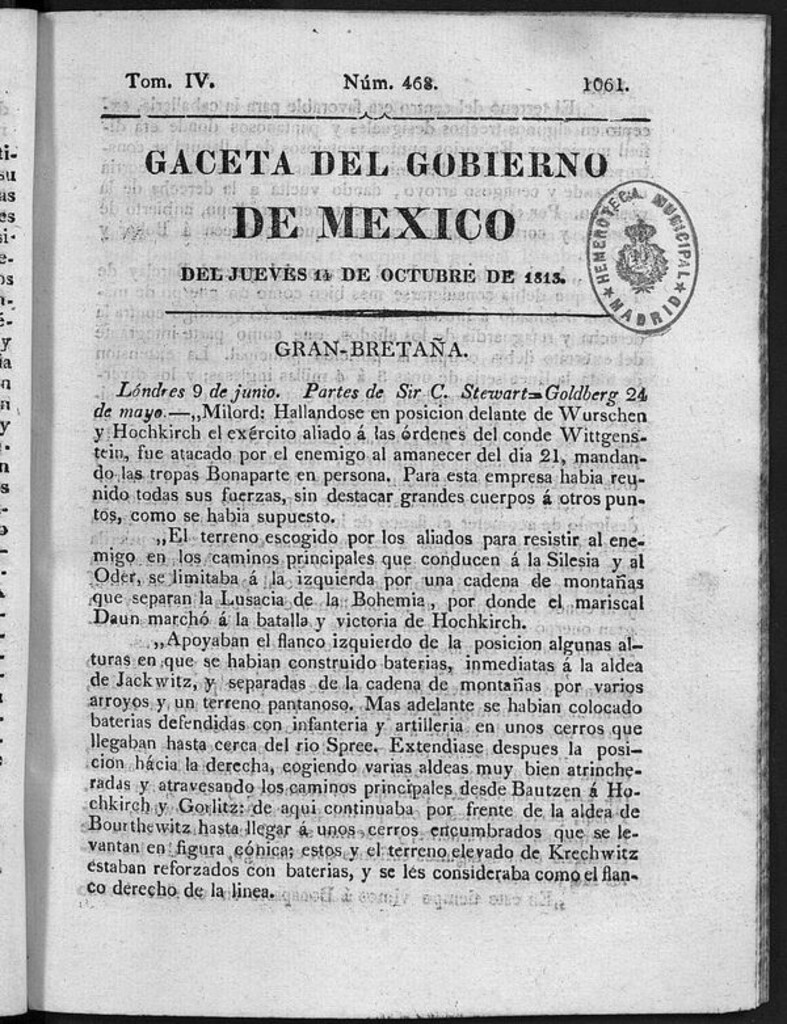 Tom. IV. Núm. 468. 1061.
GACETA DEL GOBIERNO
DE MEXICO
DEL JUEVES 14 DE OCTUBRE DE 1813.
HEMEROTECA MUNICIPAL
★ MADRID ★
GRAN-BRETAÑA.
Lóndres 9 de junio. Partes de Sir C. Stewart=Goldberg 24
de mayo.—„Milord: Hallandose en posicion delante de Wurschen
y Hochkirch el exército aliado á las órdenes del conde Wittgens-
tein, fue atacado por el enemigo al amanecer del dia 21, mandan-
do las tropas Bonaparte en persona. Para esta empresa habia reu-
nido todas sus fuerzas, sin destacar grandes cuerpos á otros pun-
tos, como se habia supuesto.
„El terreno escogido por los aliados para resistir al ene-
migo en los caminos principales que conducen á la Silesia y al
Oder, se limitaba á la izquierda por una cadena de montañas
que separan la Lusacia de la Bohemia, por donde el mariscal
Daun marchó á la batalla y victoria de Hochkirch.
„Apoyaban el flanco izquierdo de la posicion algunas al-
turas en que se habian construido baterias, inmediatas á la aldea
de Jackwitz, y separadas de la cadena de montañas por varios
arroyos y un terreno pantanoso. Mas adelante se habian colocado
baterias defendidas con infanteria y artilleria en unos cerros que
llegaban hasta cerca del rio Spree. Extendiase despues la posi-
cion hácia la derecha, cogiendo varias aldeas muy bien atrinche-
radas y atravesando los caminos principales desde Bautzen á Ho-
chkirch y Gorlitz: de aqui continuaba por frente de la aldea de
Bourthewitz hasta llegar á unos cerros encumbrados que se le-
vantan en figura cónica; estos y el terreno elevado de Krechwitz
estaban reforzados con baterias, y se les consideraba como el flan-
co derecho de la linea.